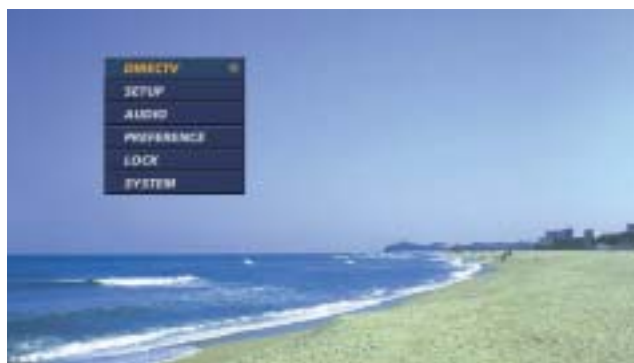 DIRECTV
SETUP
AUDIO
PREFERENCE
LOCK
SYSTEM